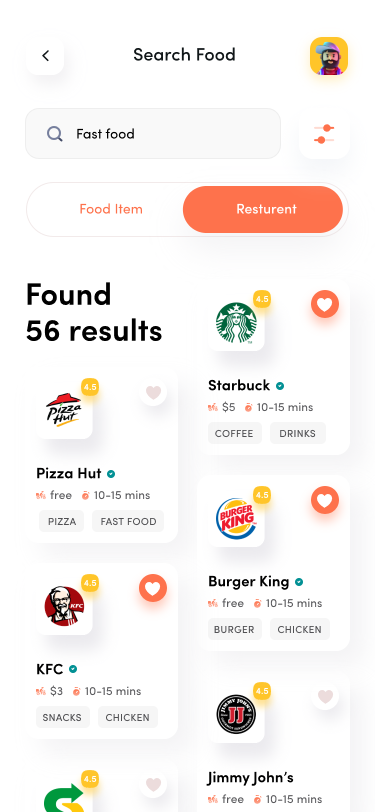 Search Food
Fast food
Food Item
Resturent
Found
56 results
4.5
Starbuck
$5 10-15 mins
COFFEE DRINKS
4.5
Pizza Hut
Pizza Hut
free 10-15 mins
PIZZA FAST FOOD
4.5
BURGER
KING
Burger King
free 10-15 mins
BURGER CHICKEN
4.5
KFC
KFC
$3 10-15 mins
SNACKS CHICKEN
4.5
JIMMY JOHN'S
JJ
Jimmy John’s
free 10-15 mins
4.5